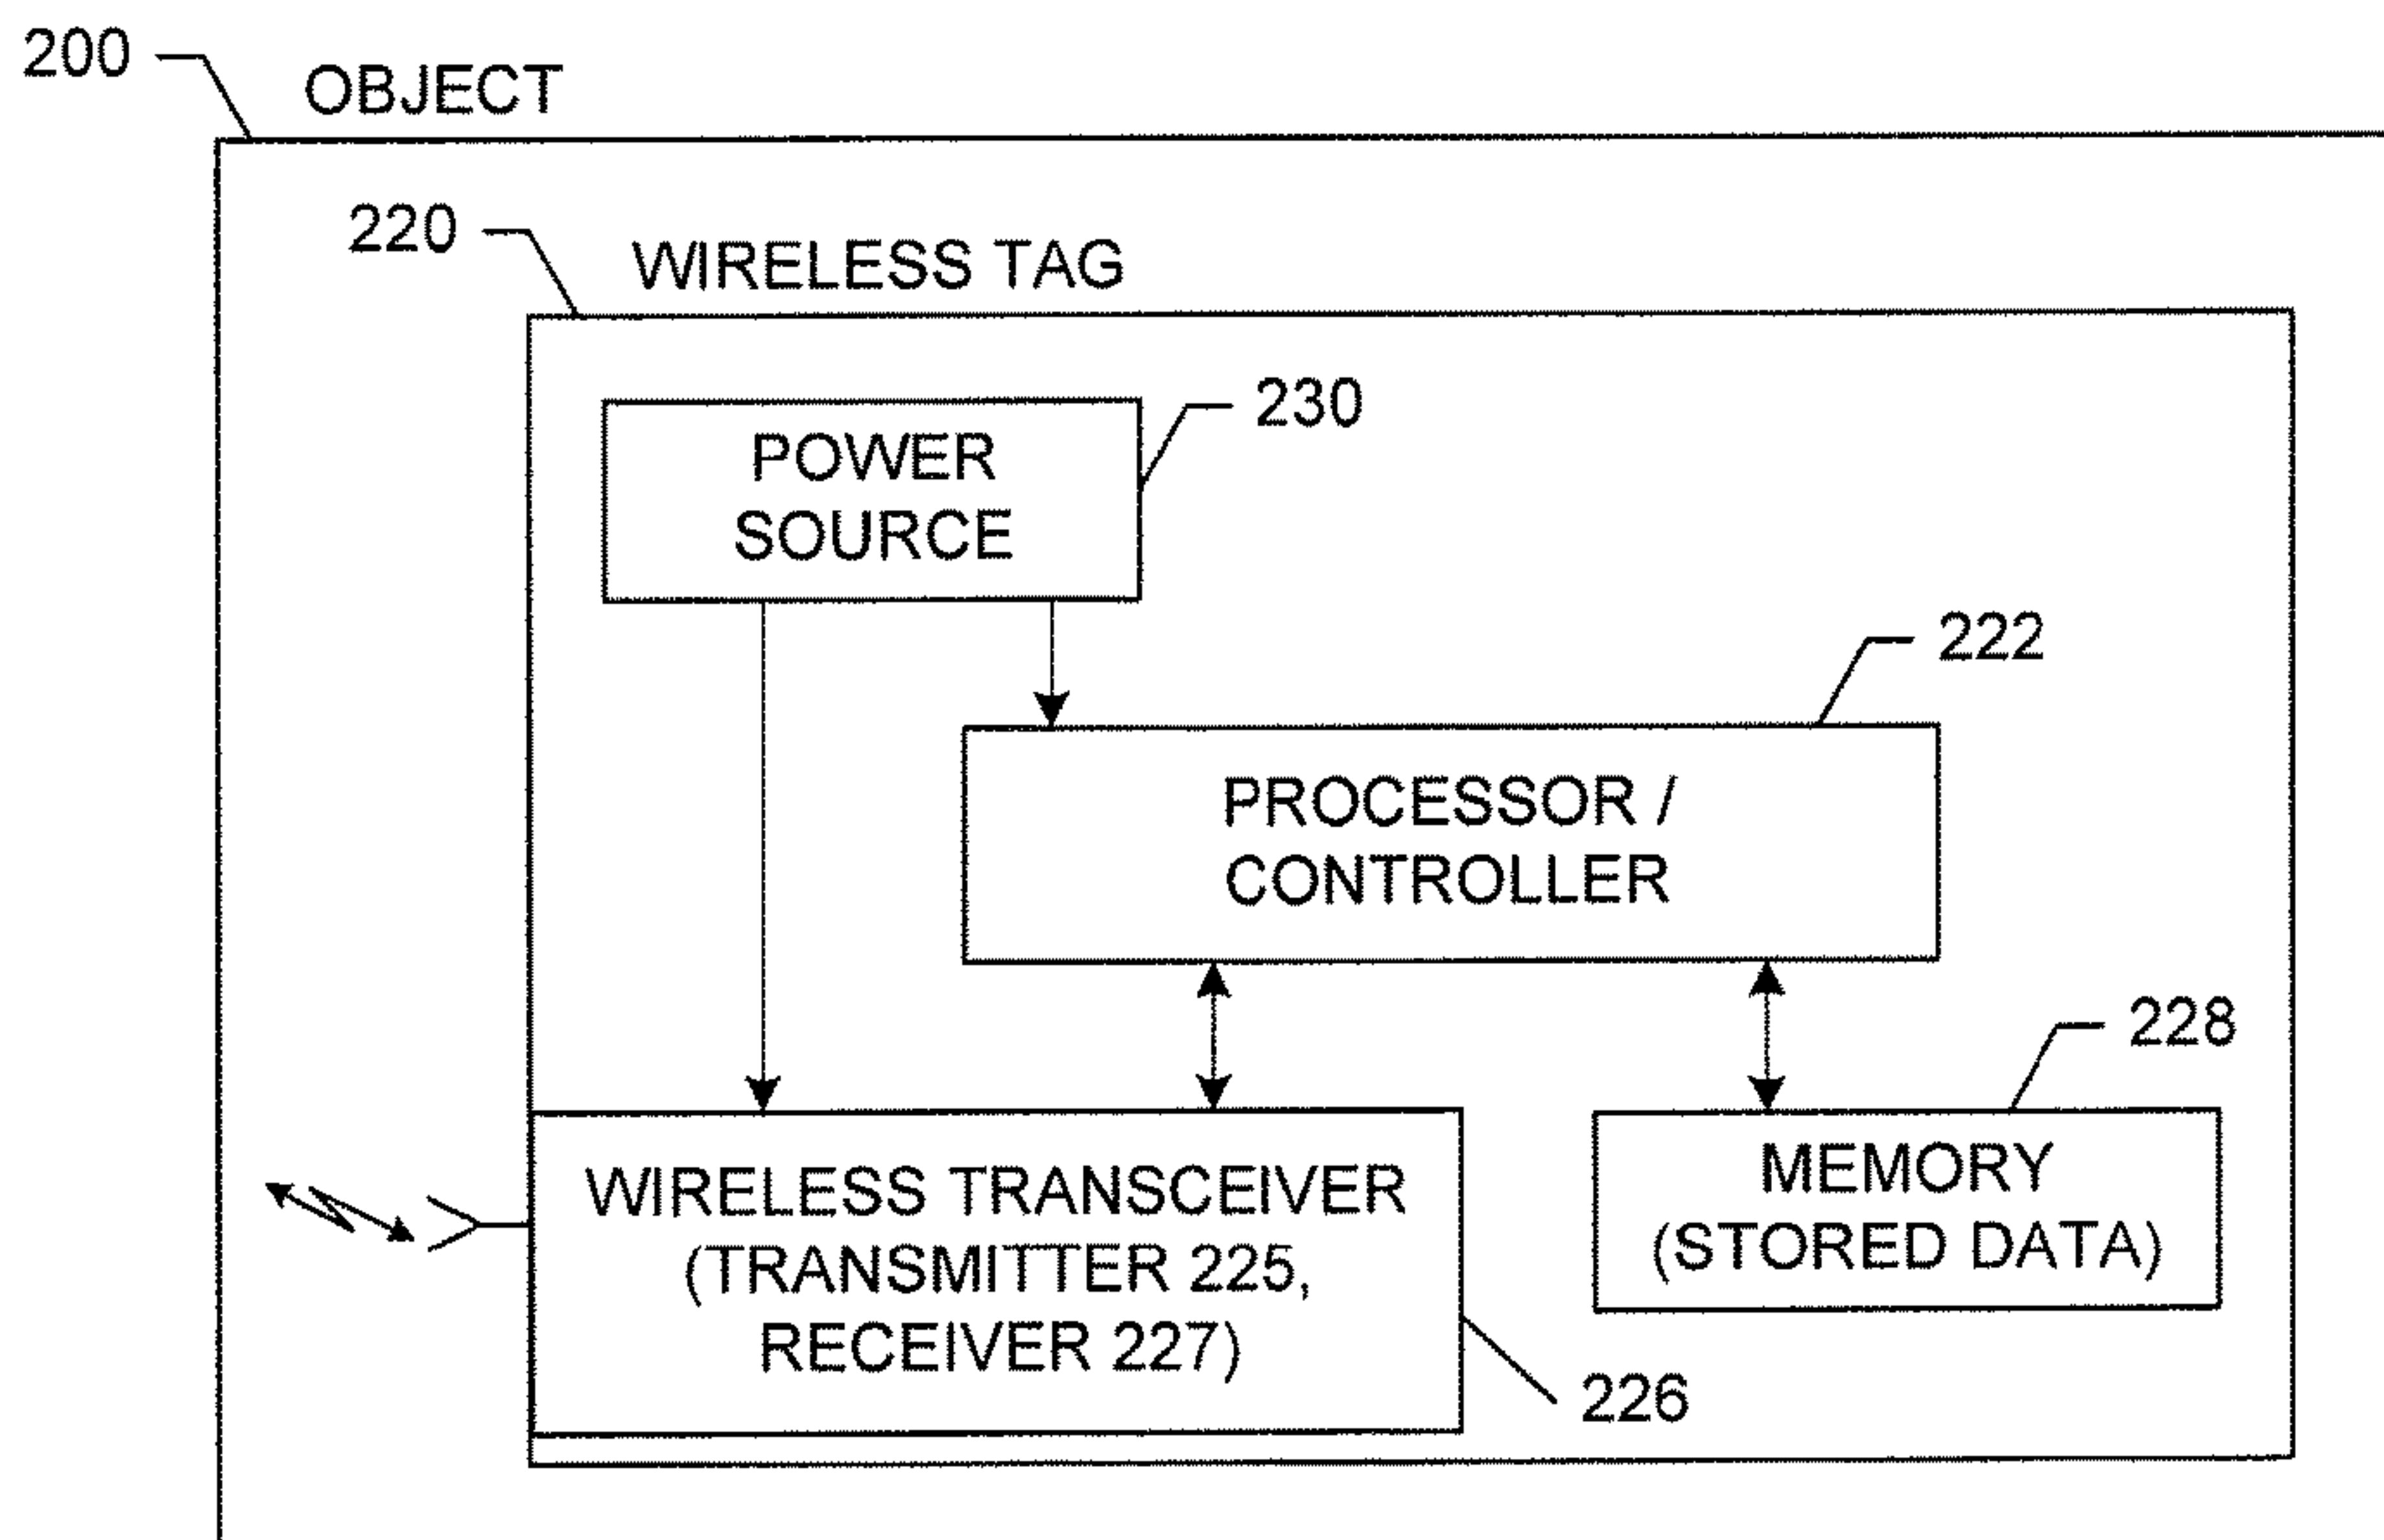 200
OBJECT
220
WIRELESS TAG
230
POWER
SOURCE
222
PROCESSOR /
CONTROLLER
228
MEMORY
(STORED DATA)
WIRELESS TRANSCEIVER
(TRANSMITTER 225,
RECEIVER 227)
226